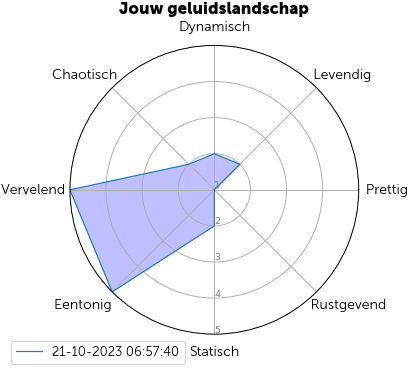 Jouw geluidslandschap
Dynamisch
Chaotisch
Levendig
Vervelend
1
Prettig
2
3
4
Eentonig
Rustgevend
5
21-10-2023 06:57:40
Statisch